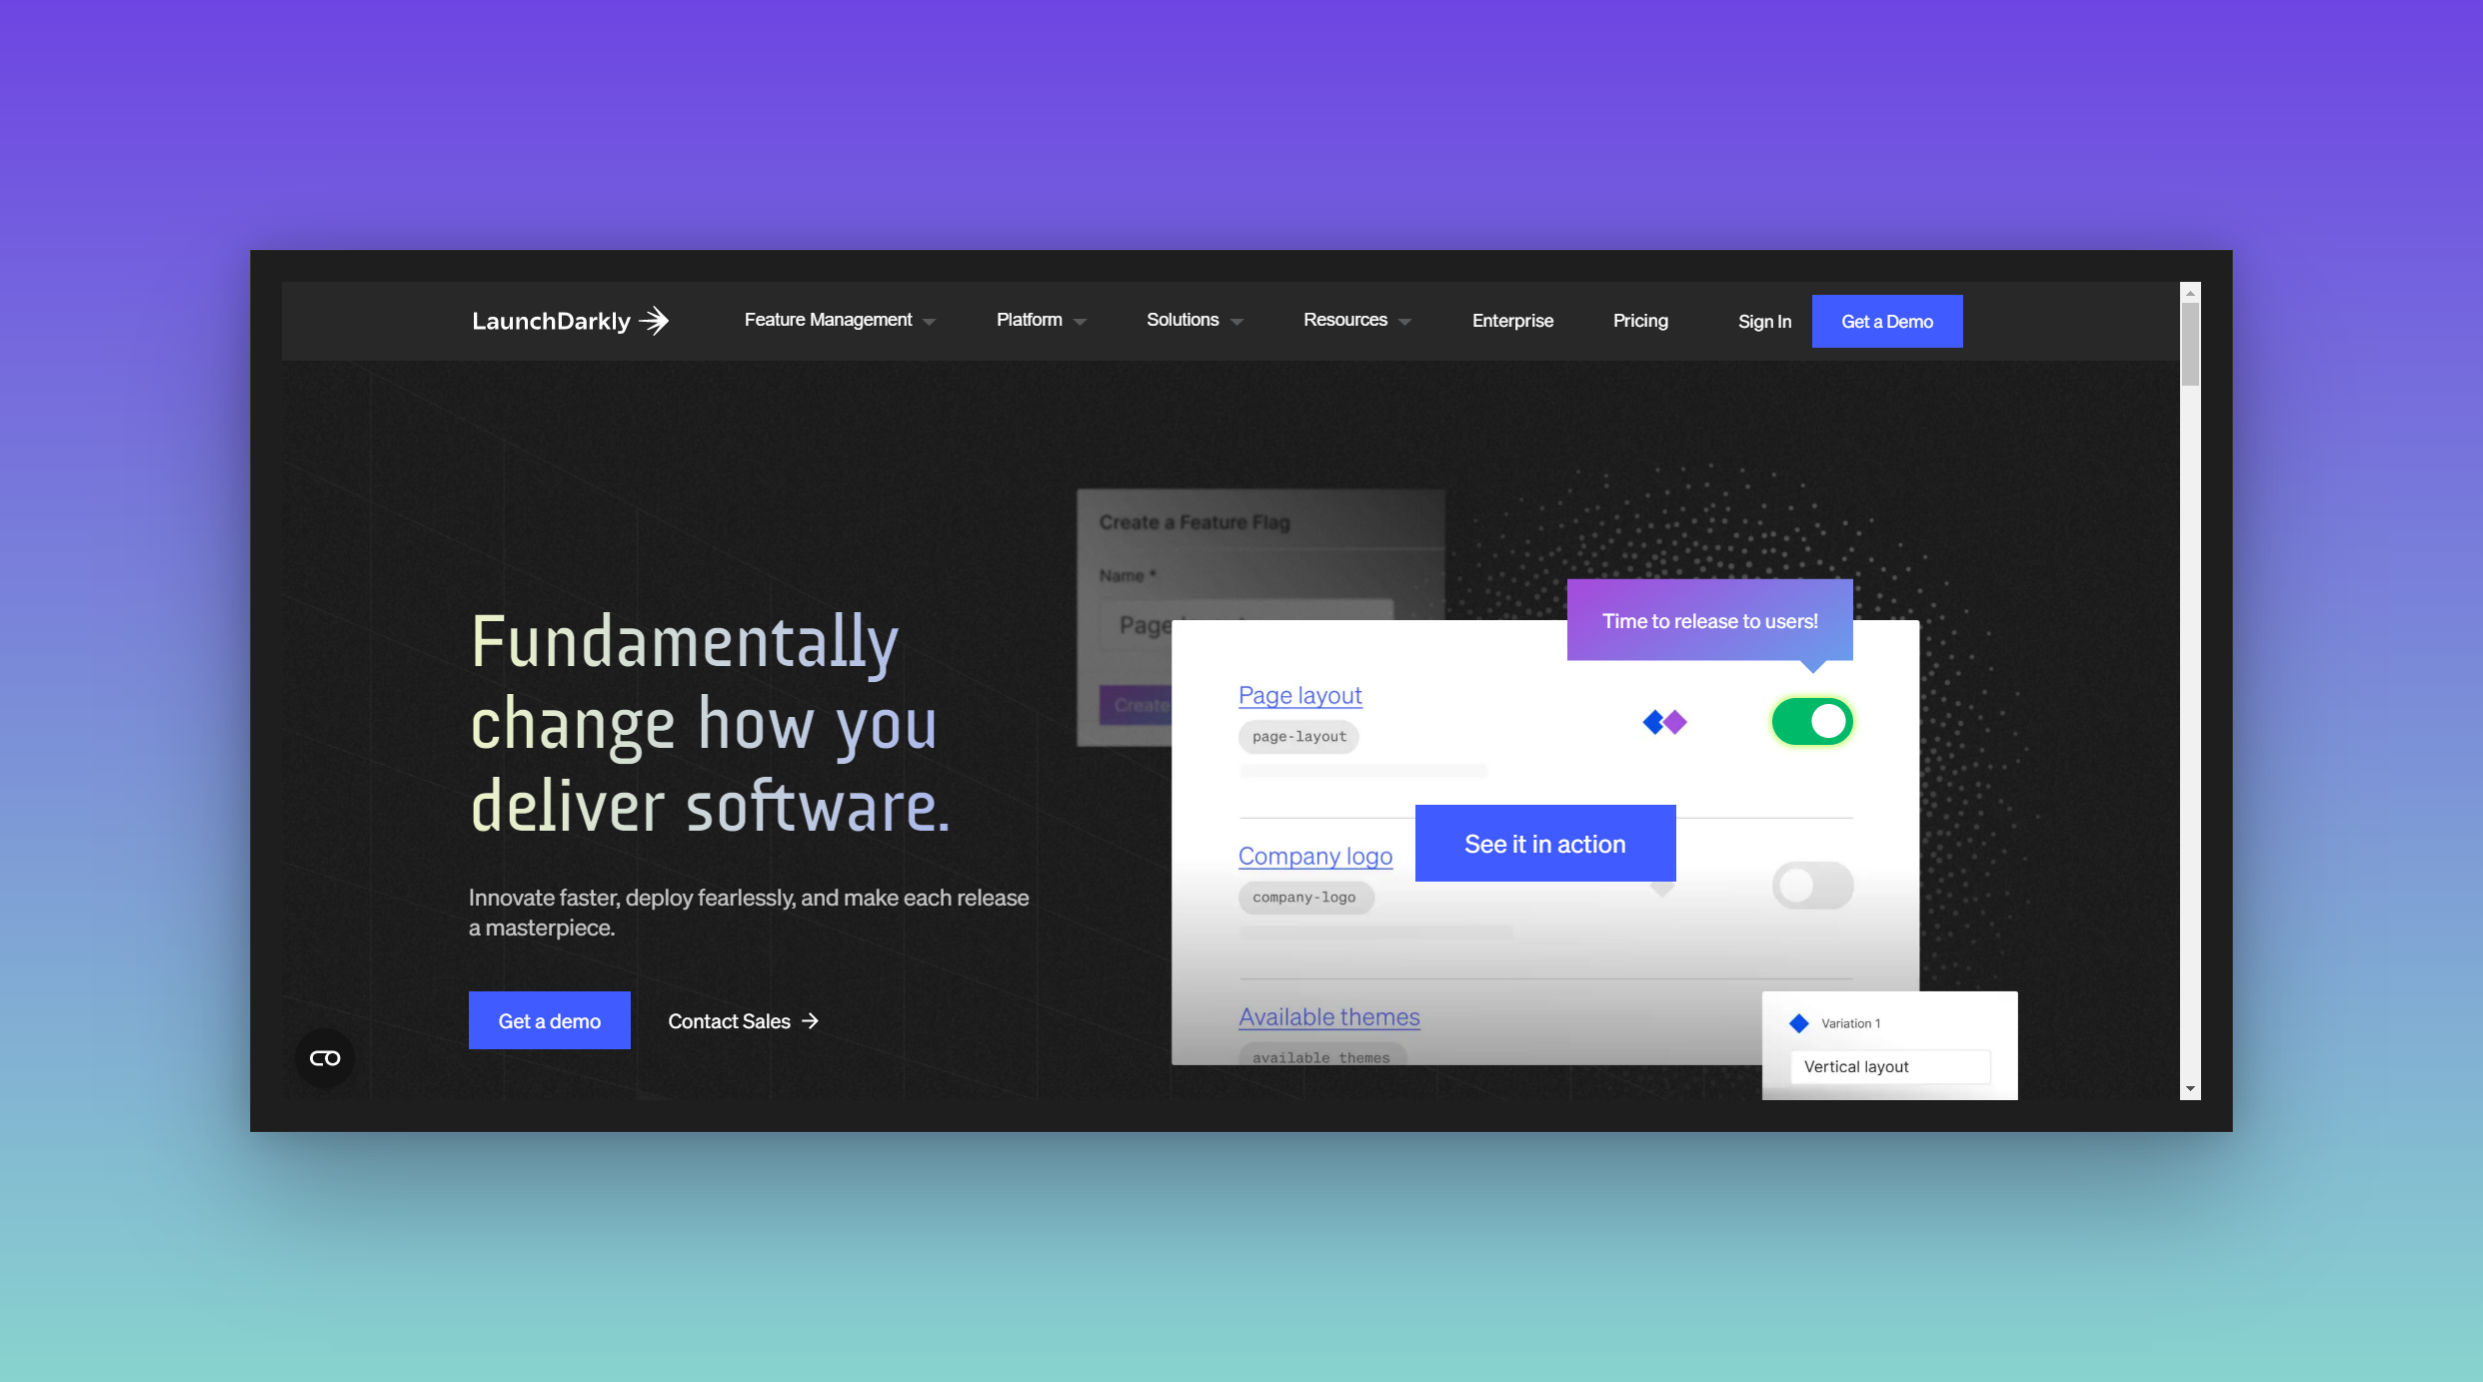 LaunchDarkly
Feature Management
Platform
Solutions
Resources
Enterprise
Pricing
Sign In
Get a Demo
Fundamentally
change how you
deliver software.
Innovate faster, deploy fearlessly, and make each release
a masterpiece.
Get a demo
Contact Sales
Create a Feature Flag
Name *
Page
Create
Time to release to users!
Page layout
page-layout
See it in action
Company logo
company-logo
Available themes
available themes
Variation 1
Vertical layout